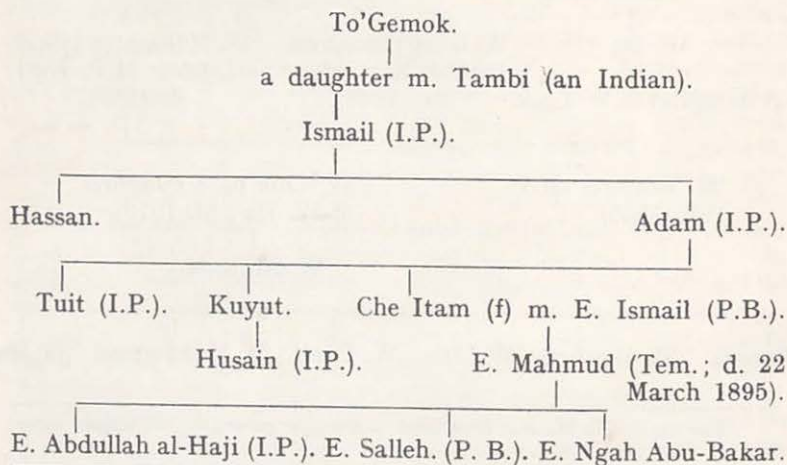 To'Gemok.
a daughter m. Tambi (an Indian).
Ismail (I.P.).
Hassan. Adam (I.P.).
Tuit (I.P.). Kuyut. Che Itam (f) m. E. Ismail (P.B.).
Husain (I.P.). E. Mahmud (Tem.; d. 22
March 1895).
E. Abdullah al-Haji (I.P.). E. Salleh. (P. B.). E. Ngah Abu-Bakar.